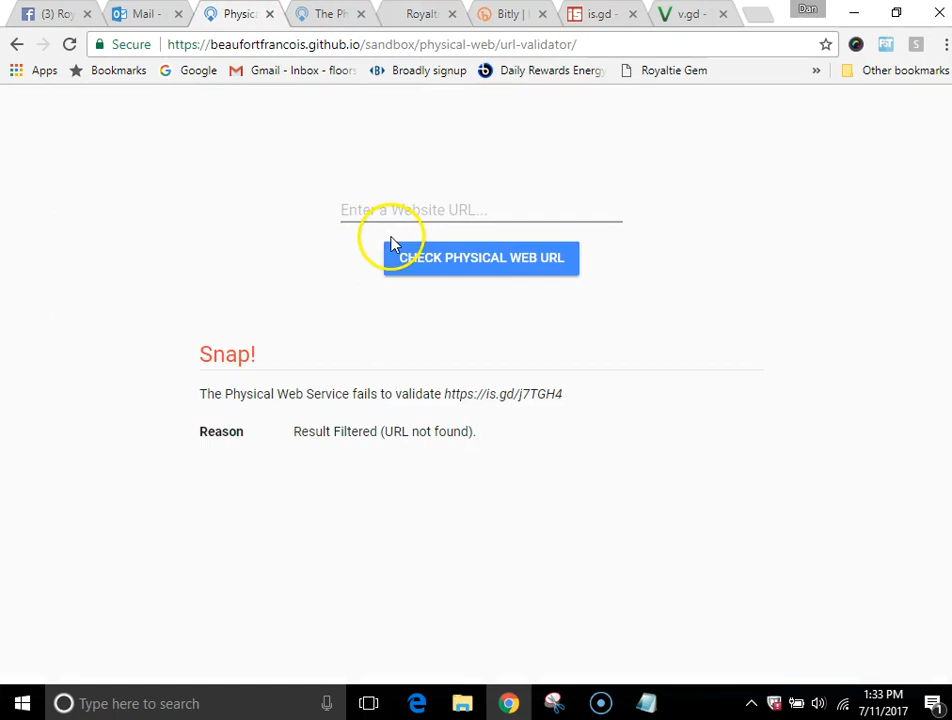 (3) Roy
Mail -
Physic
The Ph
Royalti
Bitly |
is.gd -
v.gd -
Dan
Secure
https://beaufortfrancois.github.io/sandbox/physical-web/url-validator/
Apps
Bookmarks
Google
Gmail - Inbox - floors
Broadly signup
Daily Rewards Energy
Royaltie Gem
»
Other bookmarks
Enter a Website URL...
CHECK PHYSICAL WEB URL
Snap!
The Physical Web Service fails to validate https://is.gd/j7TGH4
Reason Result Filtered (URL not found).
Type here to search
1:33 PM
7/11/2017